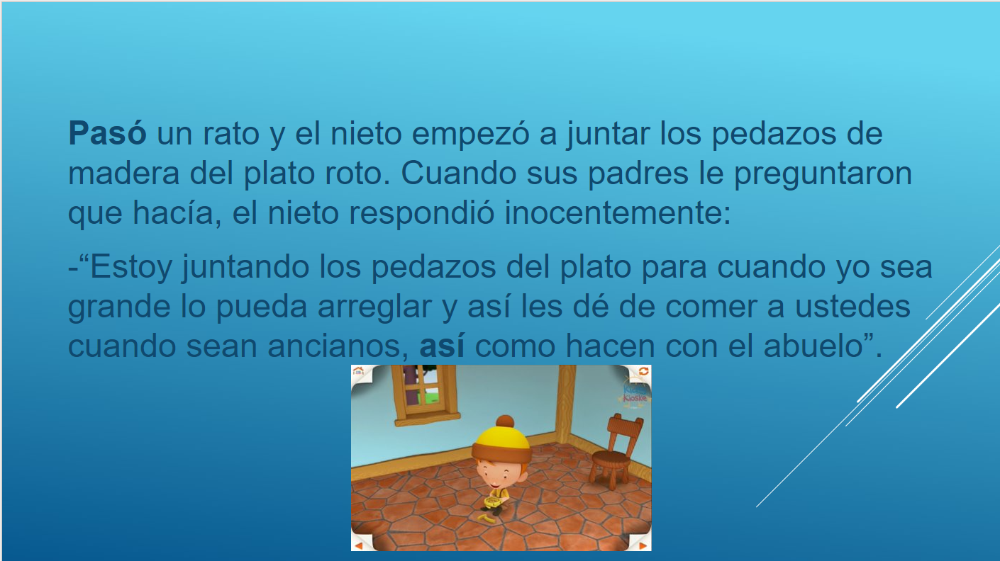 Pasó un rato y el nieto empezó a juntar los pedazos de
madera del plato roto. Cuando sus padres le preguntaron
que hacía, el nieto respondió inocentemente:
-“Estoy juntando los pedazos del plato para cuando yo sea
grande lo pueda arreglar y así les dé de comer a ustedes
cuando sean ancianos, así como hacen con el abuelo”.
Kioske